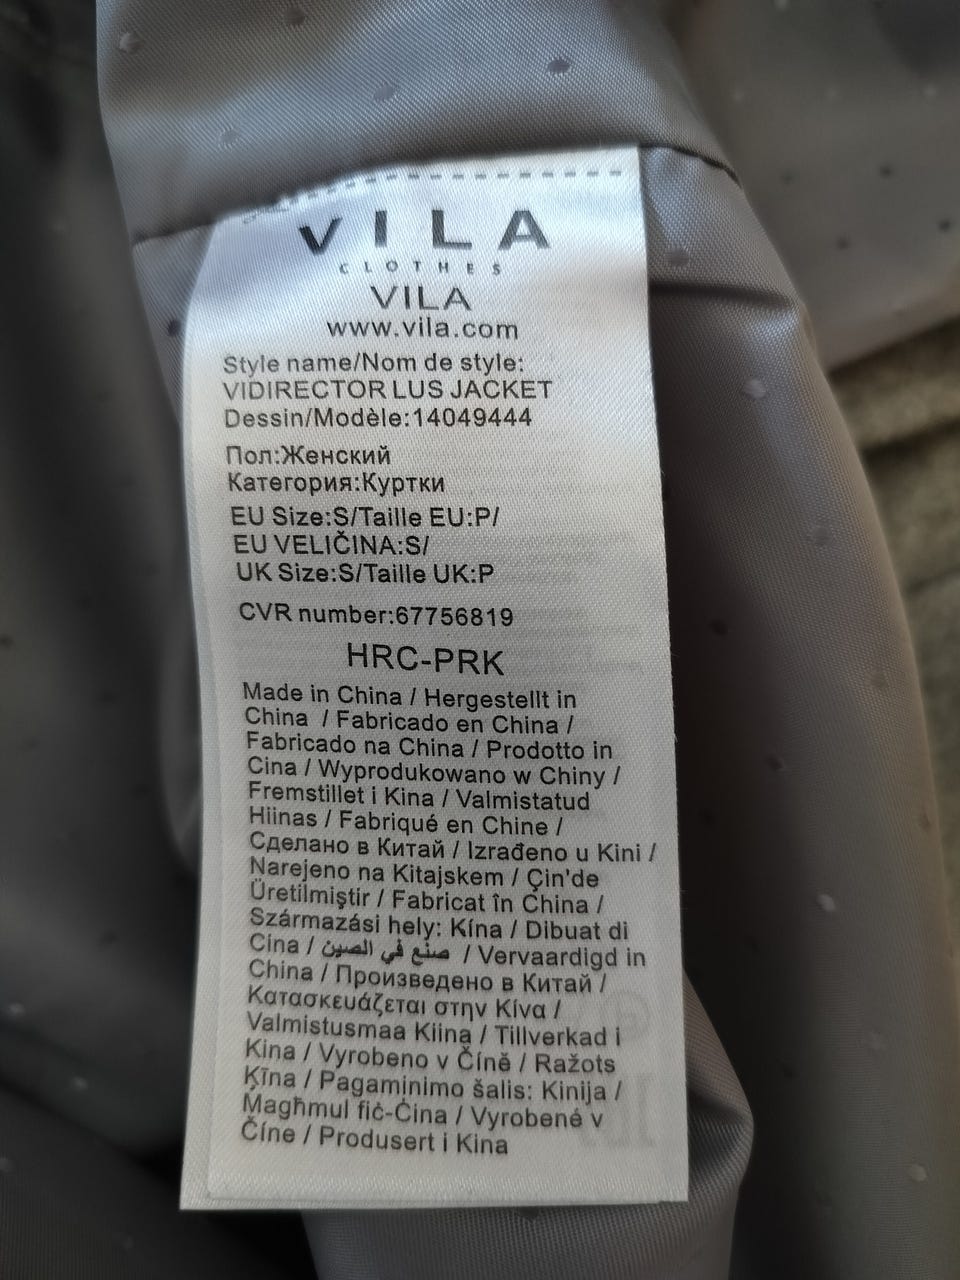 VILA
CLOTHES
VILA
www.vila.com
Style name/Nom de style:
VIDIRECTOR LUS JACKET
Dessin/Modèle:14049444
Пол:Женский
Категория:Куртки
EU Size:S/Taille EU:P/
EU VELIČINA:S/
UK Size:S/Taille UK:P
CVR number:67756819
HRC-PRK
Made in China / Hergestellt in
China / Fabricado en China /
Fabricado na China / Prodotto in
Cina / Wyprodukowano w Chiny /
Fremstillet i Kina / Valmistatud
Hiinas / Fabriqué en Chine /
Сделано в Китай / Izrađeno u Kini /
Narejeno na Kitajskem / Çin'de
Üretilmiştir / Fabricat în China /
Származási hely: Kína / Dibuat di
Cina / صنع في الصين / Vervaardigd in
China / Произведено в Китай /
Κατασκευάζεται στην Κίνα /
Valmistusmaa Kiina / Tillverkad i
Kina / Vyrobeno v Číně / Ražots
Ķīna / Pagaminimo šalis: Kinija /
Magħmul fiċ-Ċina / Vyrobené v
Číne / Produsert i Kina